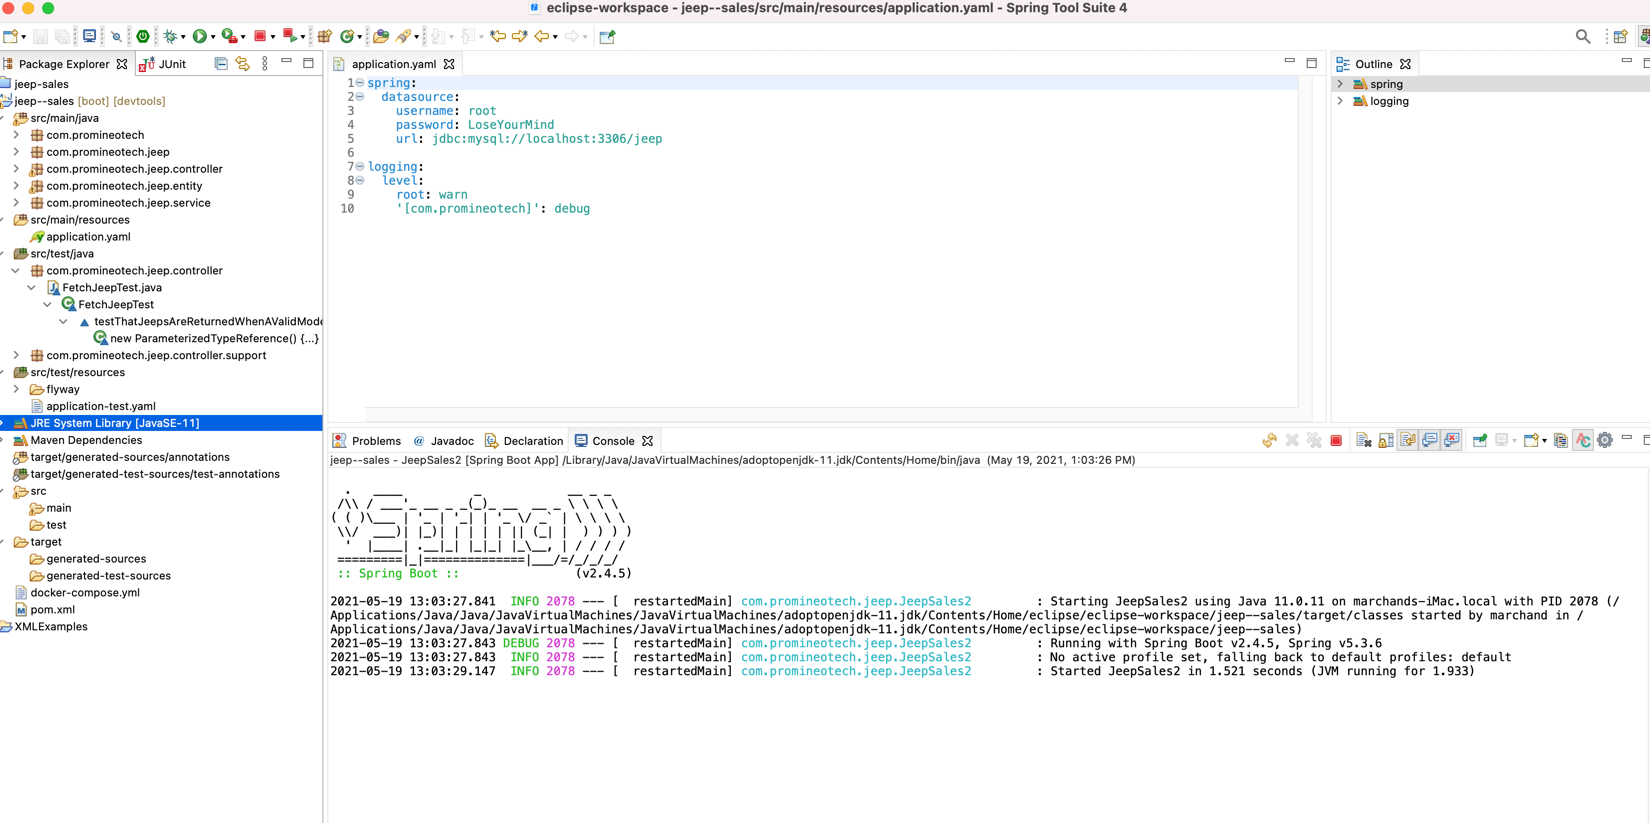 eclipse-workspace - jeep--sales/src/main/resources/application.yaml - Spring Tool Suite 4
Package Explorer
JUnit
jeep-sales
jeep--sales [boot] [devtools]
src/main/java
com.promineotech
com.promineotech.jeep
com.promineotech.jeep.controller
com.promineotech.jeep.entity
com.promineotech.jeep.service
src/main/resources
application.yaml
src/test/java
com.promineotech.jeep.controller
FetchJeepTest.java
FetchJeepTest
testThatJeepsAreReturnedWhenAValidMode
new ParameterizedTypeReference() {...}
com.promineotech.jeep.controller.support
src/test/resources
flyway
application-test.yaml
JRE System Library [JavaSE-11]
Maven Dependencies
target/generated-sources/annotations
target/generated-test-sources/test-annotations
src
main
test
target
generated-sources
generated-test-sources
docker-compose.yml
pom.xml
XMLExamples
application.yaml
1 spring:
2 datasource:
3 username: root
4 password: LoseYourMind
5 url: jdbc:mysql://localhost:3306/jeep
6
7 logging:
8 level:
9 root: warn
10 '[com.promineotech]': debug
Outline
spring
logging
Problems @ Javadoc Declaration Console
jeep--sales - JeepSales2 [Spring Boot App] /Library/Java/JavaVirtualMachines/adoptopenjdk-11.jdk/Contents/Home/bin/java (May 19, 2021, 1:03:26 PM)
  .   ____          _            __ _ _
 /\\ / ___'_ __ _ _(_)_ __  __ _ \ \ \ \
( ( )\___ | '_ | '_| | '_ \/ _` | \ \ \ \
 \\/  ___)| |_)| | | | | || (_| |  ) ) ) )
  '  |____| .__|_| |_|_| |_\__, | / / / /
 =========|_|==============|___/=/_/_/_/
 :: Spring Boot ::                (v2.4.5)
2021-05-19 13:03:27.841  INFO 2078 --- [  restartedMain] com.promineotech.jeep.JeepSales2         : Starting JeepSales2 using Java 11.0.11 on marchands-iMac.local with PID 2078 (/
Applications/Java/Java/JavaVirtualMachines/JavaVirtualMachines/adoptopenjdk-11.jdk/Contents/Home/eclipse/eclipse-workspace/jeep--sales/target/classes started by marchand in /
Applications/Java/Java/JavaVirtualMachines/JavaVirtualMachines/adoptopenjdk-11.jdk/Contents/Home/eclipse/eclipse-workspace/jeep--sales)
2021-05-19 13:03:27.843 DEBUG 2078 --- [  restartedMain] com.promineotech.jeep.JeepSales2         : Running with Spring Boot v2.4.5, Spring v5.3.6
2021-05-19 13:03:27.843  INFO 2078 --- [  restartedMain] com.promineotech.jeep.JeepSales2         : No active profile set, falling back to default profiles: default
2021-05-19 13:03:29.147  INFO 2078 --- [  restartedMain] com.promineotech.jeep.JeepSales2         : Started JeepSales2 in 1.521 seconds (JVM running for 1.933)